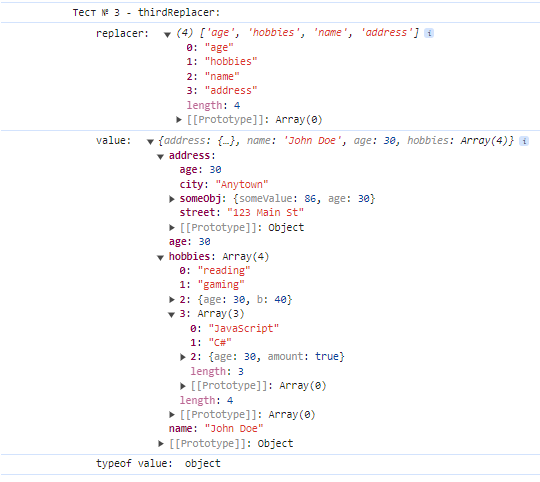 Тест № 3 - thirdReplacer:
replacer: ▼ (4) ['age', 'hobbies', 'name', 'address'] i
0: "age"
1: "hobbies"
2: "name"
3: "address"
length: 4
▶ [[Prototype]]: Array(0)
value: ▼ {address: {…}, name: 'John Doe', age: 30, hobbies: Array(4)} i
▼ address:
age: 30
city: "Anytown"
▶ someObj: {someValue: 86, age: 30}
street: "123 Main St"
▶ [[Prototype]]: Object
age: 30
▼ hobbies: Array(4)
0: "reading"
1: "gaming"
▶ 2: {age: 30, b: 40}
▼ 3: Array(3)
0: "JavaScript"
1: "C#"
▶ 2: {age: 30, amount: true}
length: 3
▶ [[Prototype]]: Array(0)
length: 4
▶ [[Prototype]]: Array(0)
name: "John Doe"
▶ [[Prototype]]: Object
typeof value: object